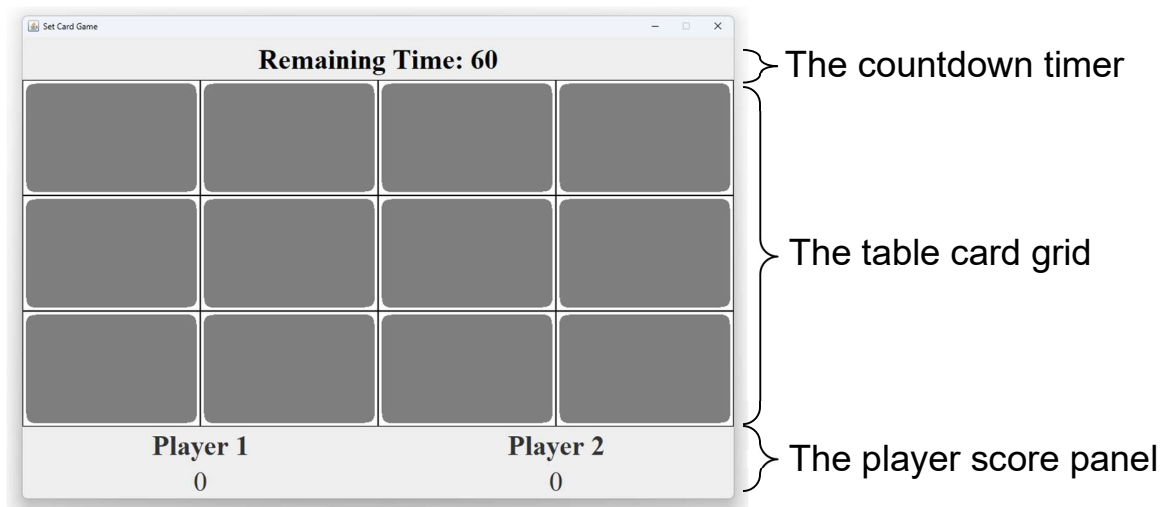 Set Card Game
Remaining Time: 60
The countdown timer
The table card grid
Player 1
Player 2
The player score panel
0
0